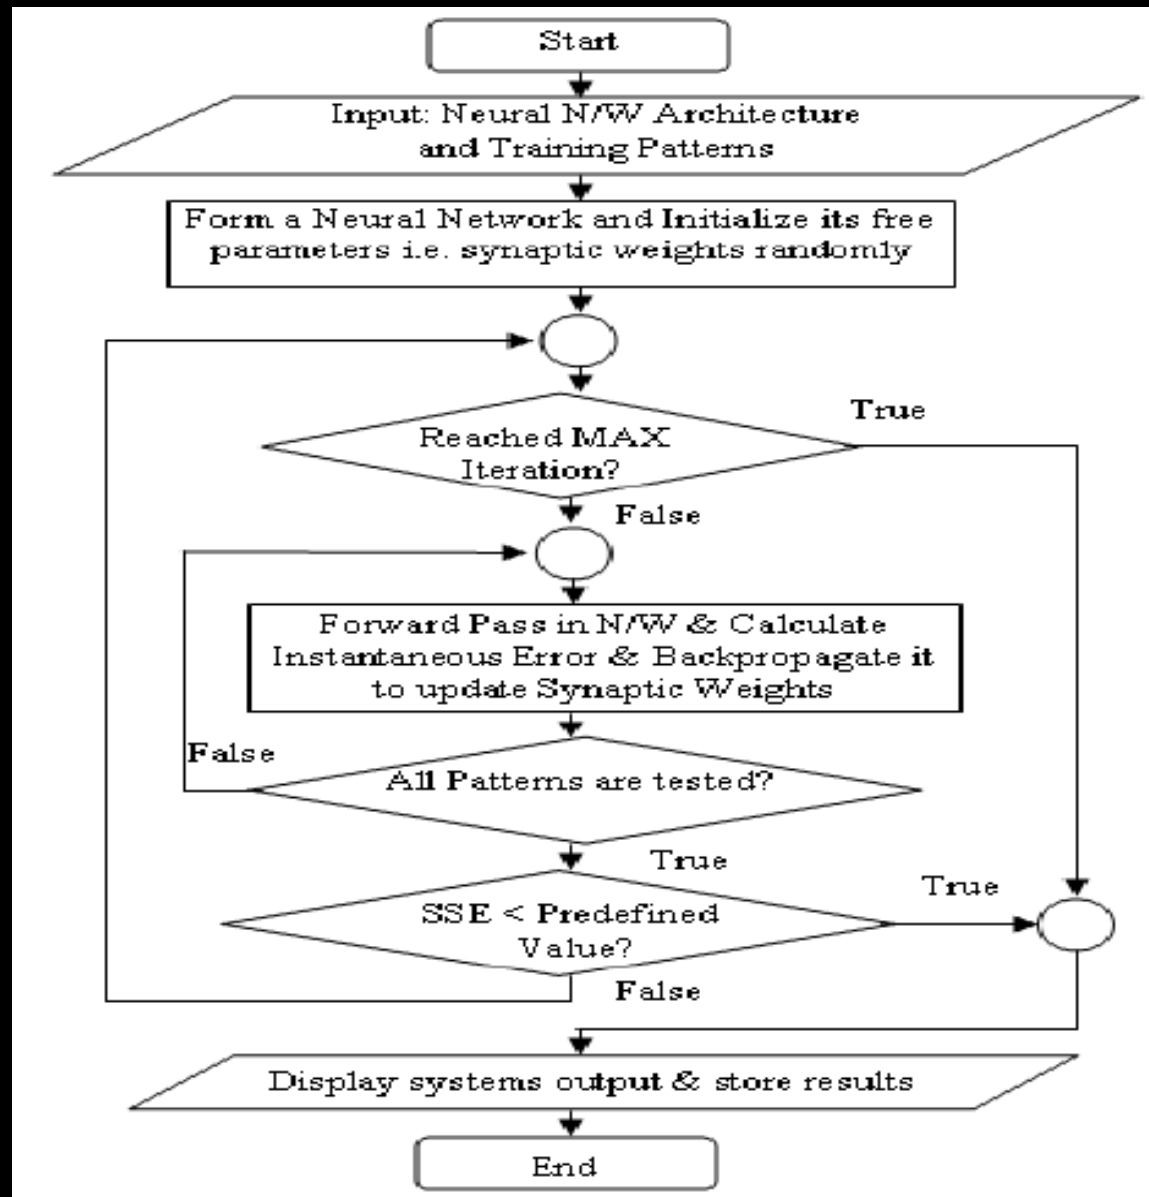 Start
Input: Neural N/W Architecture
and Training Patterns
Form a Neural Network and Initialize its free
parameters i.e. synaptic weights randomly
True
Reached MAX
Iteration?
False
Forward Pass in N/W & Calculate
Instantaneous Error & Backpropagate it
to update Synaptic Weights
False
All Patterns are tested?
True
True
SSE < Predefined
Value?
False
Display systems output & store results
End